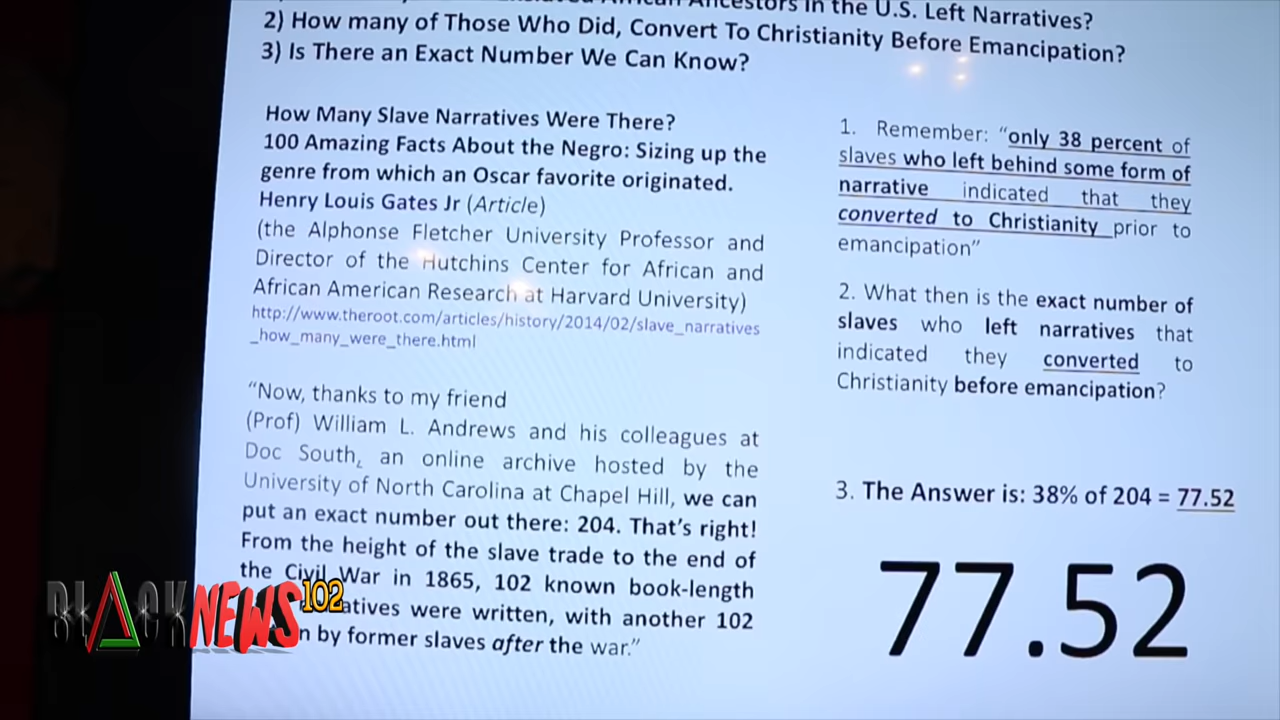 Ancestors in the U.S. Left Narratives?
2) How many of Those Who Did, Convert To Christianity Before Emancipation?
3) Is There an Exact Number We Can Know?
How Many Slave Narratives Were There?
100 Amazing Facts About the Negro: Sizing up the
genre from which an Oscar favorite originated.
Henry Louis Gates Jr (Article)
(the Alphonse Fletcher University Professor and
Director of the Hutchins Center for African and
African American Research at Harvard University)
http://www.theroot.com/articles/history/2014/02/slave_narratives
_how_many_were_there.html
“Now, thanks to my friend
(Prof) William L. Andrews and his colleagues at
Doc South, an online archive hosted by the
University of North Carolina at Chapel Hill, we can
put an exact number out there: 204. That’s right!
From the height of the slave trade to the end of
the Civil War in 1865, 102 known book-length
atives were written, with another 102
n by former slaves after the war.”
1. Remember: “only 38 percent of
slaves who left behind some form of
narrative indicated that they
converted to Christianity prior to
emancipation”
2. What then is the exact number of
slaves who left narratives that
indicated they converted to
Christianity before emancipation?
3. The Answer is: 38% of 204 = 77.52
77.52
BLACK NEWS 102